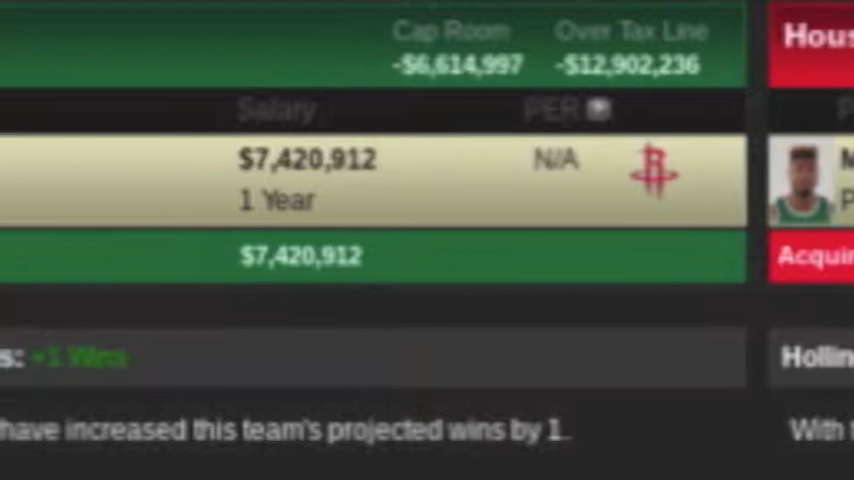 Cap Room Over Tax Line
-$6,614,997 -$12,902,236
Hous
Salary PER ?
P
$7,420,912 N/A
M
1 Year
P
$7,420,912
Acquir
s: +1 Wins
Hollin
have increased this team's projected wins by 1.
With t